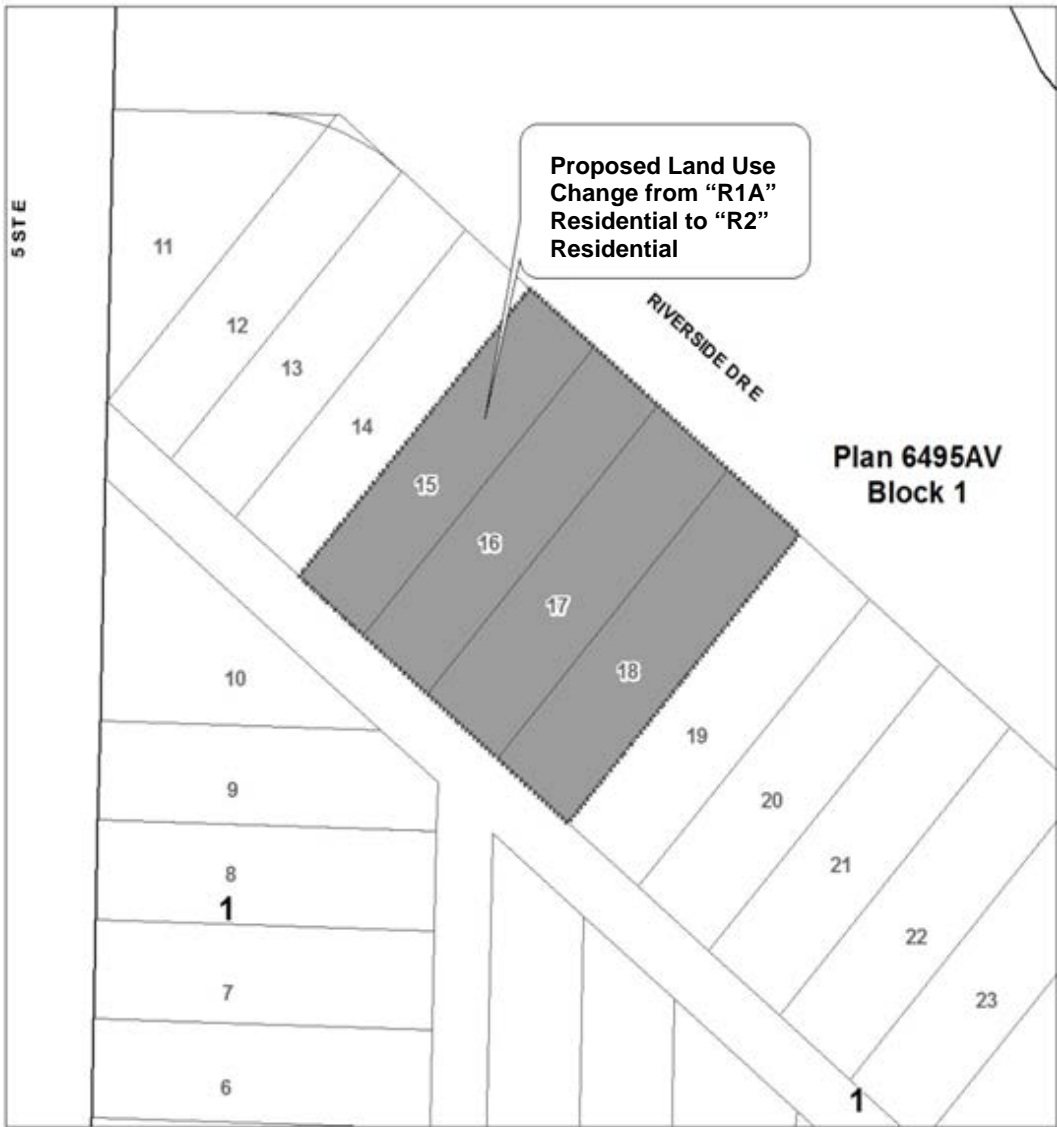 Proposed Land Use
Change from “R1A”
Residential to “R2”
Residential
5 ST E
RIVERSIDE DR E
Plan 6495AV
Block 1
11
12
13
14
15
16
17
18
19
20
21
22
23
10
9
8
1
7
6
1